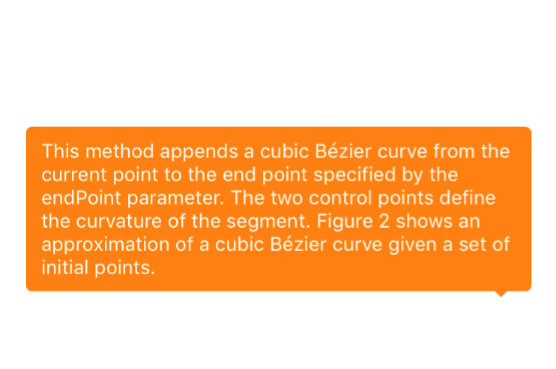 This method appends a cubic Bézier curve from the
current point to the end point specified by the
endPoint parameter. The two control points define
the curvature of the segment. Figure 2 shows an
approximation of a cubic Bézier curve given a set of
initial points.